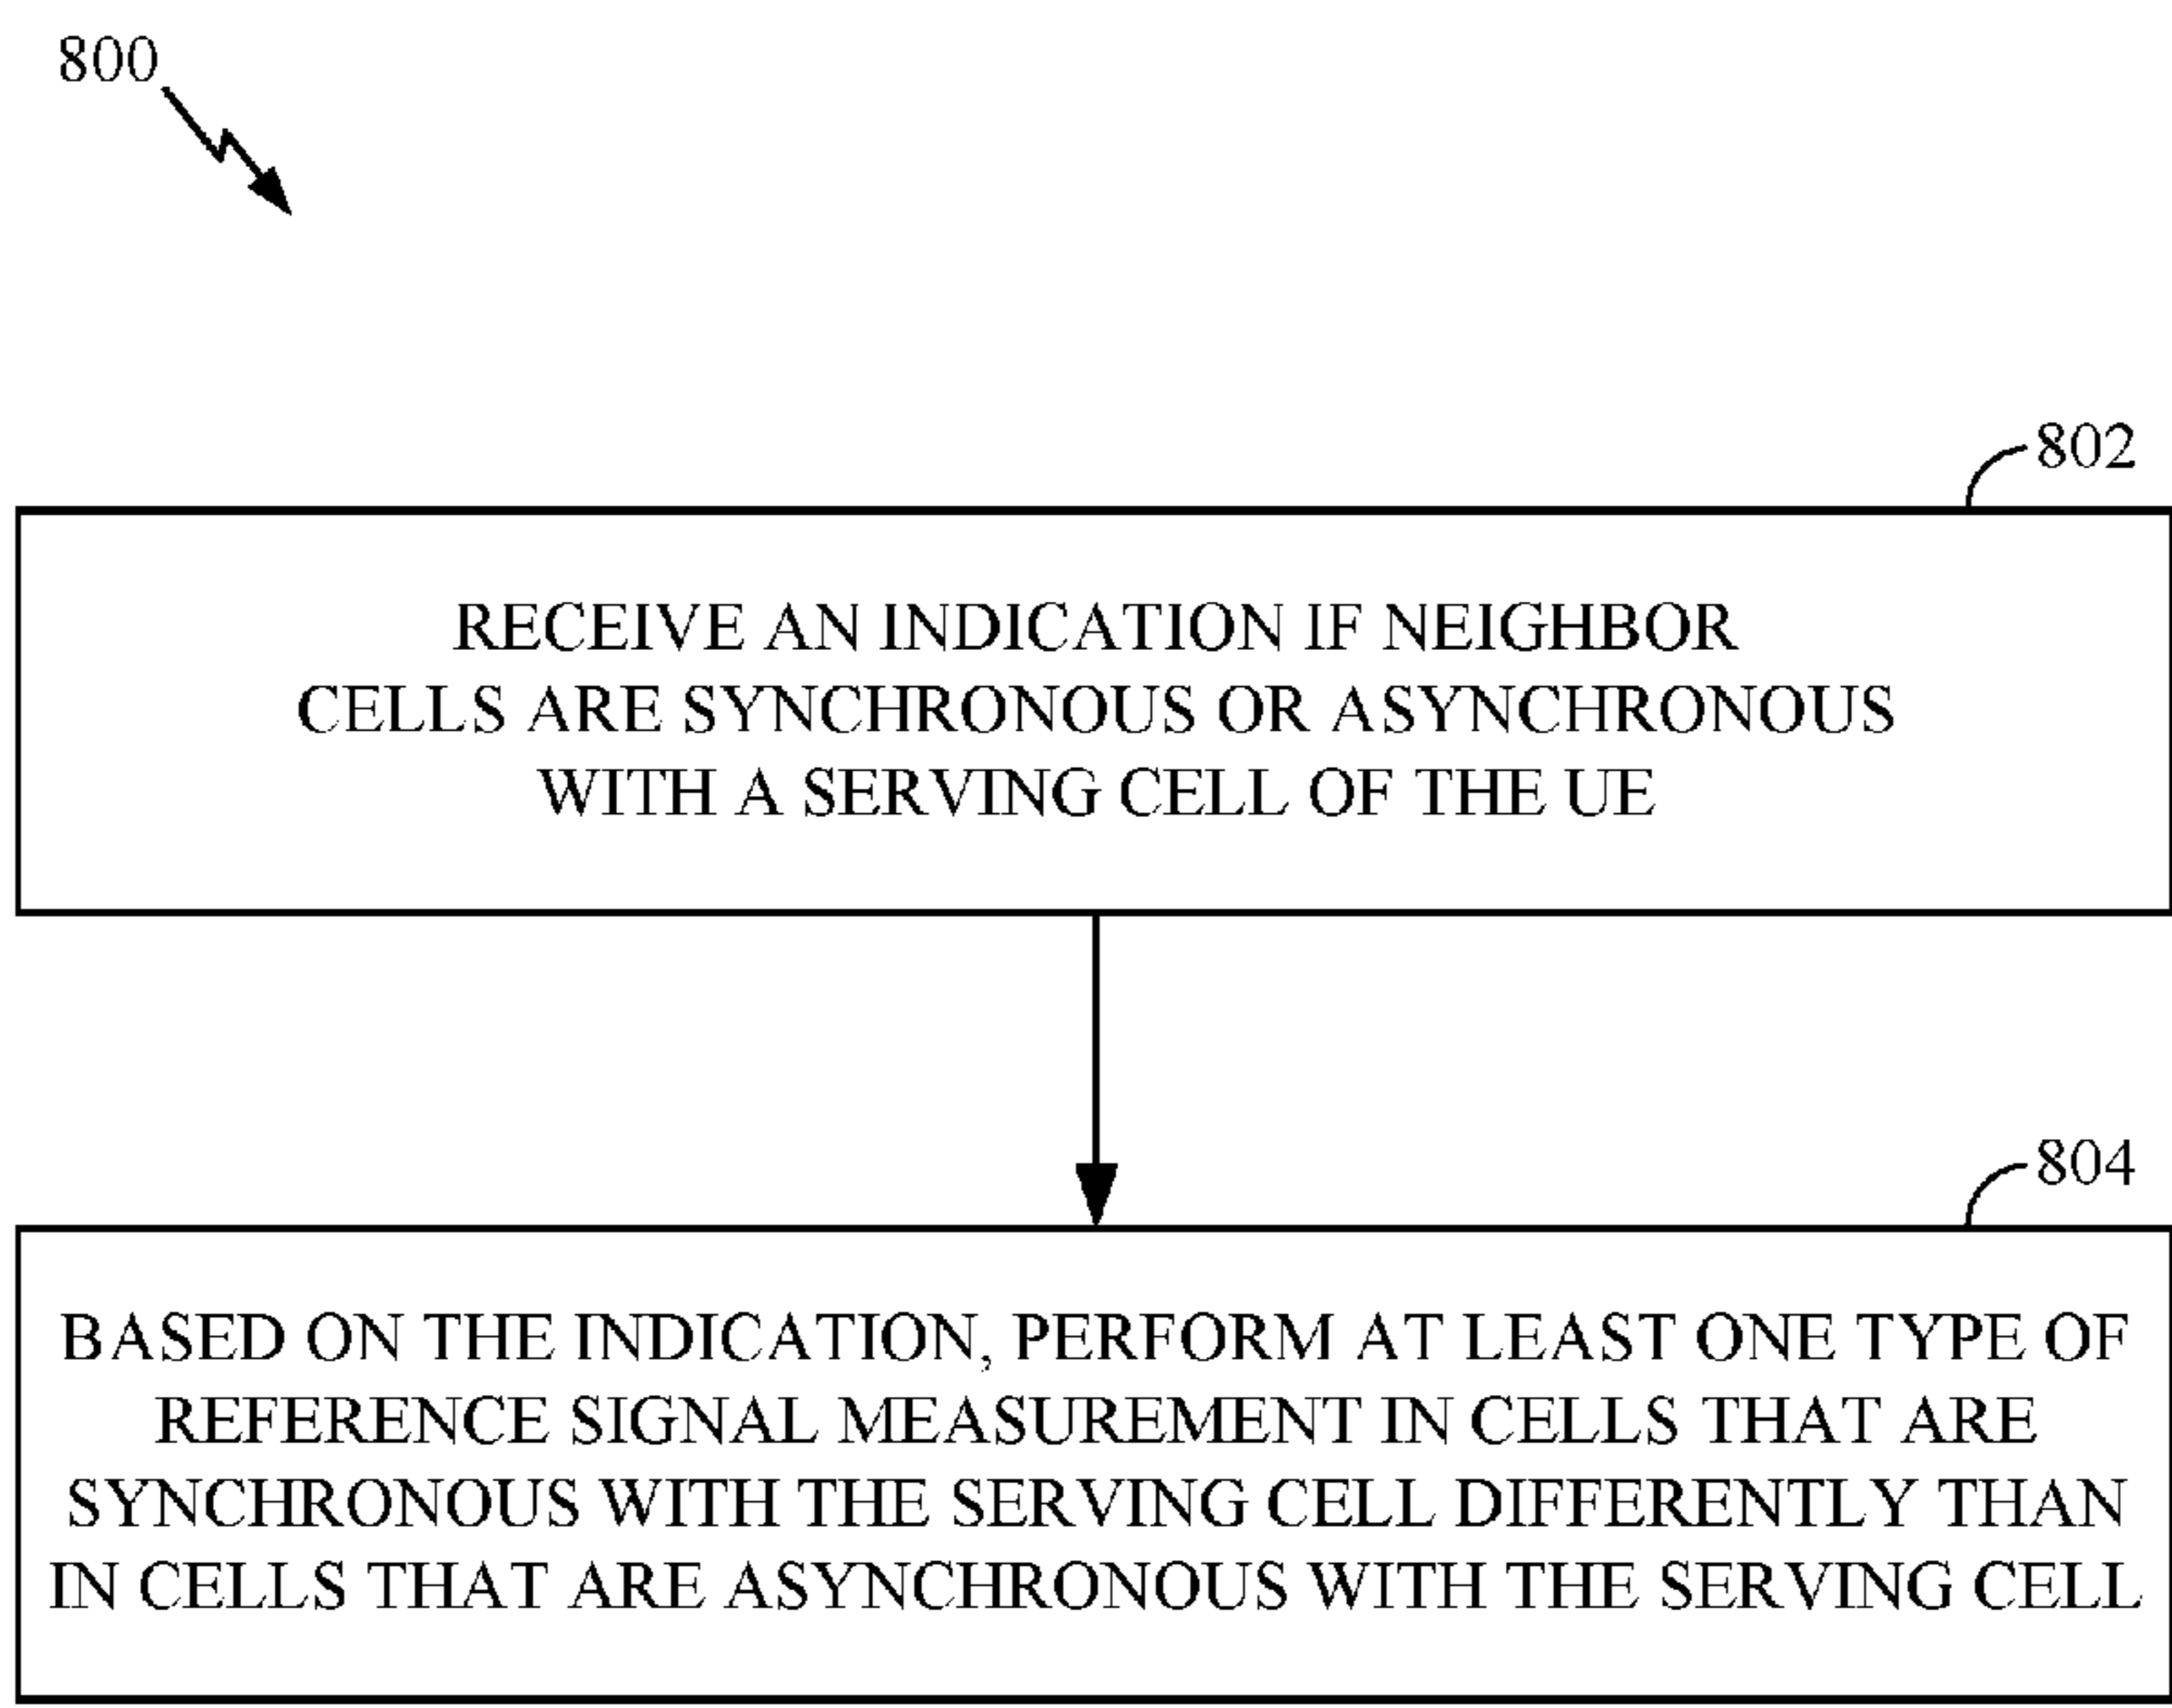 800
802
RECEIVE AN INDICATION IF NEIGHBOR
CELLS ARE SYNCHRONOUS OR ASYNCHRONOUS
WITH A SERVING CELL OF THE UE
804
BASED ON THE INDICATION, PERFORM AT LEAST ONE TYPE OF
REFERENCE SIGNAL MEASUREMENT IN CELLS THAT ARE
SYNCHRONOUS WITH THE SERVING CELL DIFFERENTLY THAN
IN CELLS THAT ARE ASYNCHRONOUS WITH THE SERVING CELL